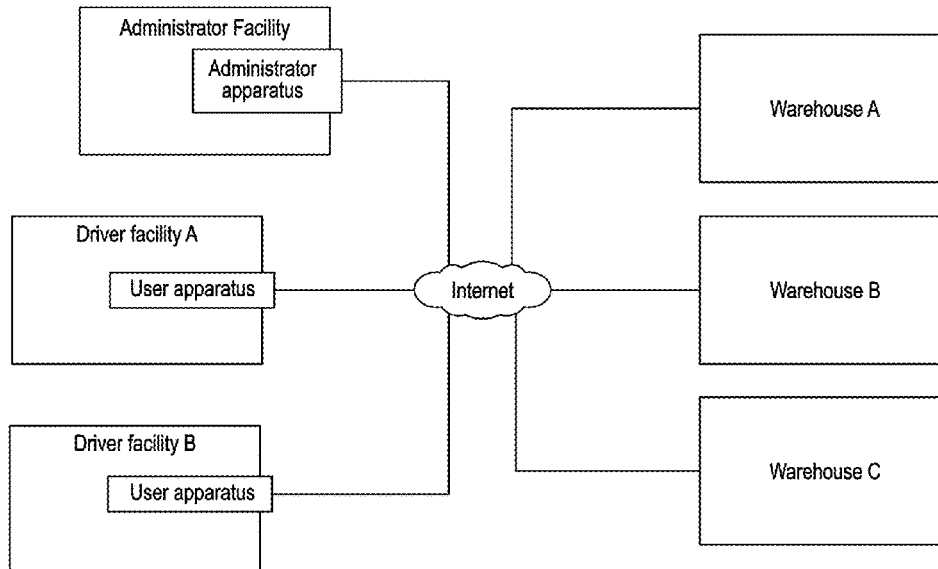 Administrator Facility
Administrator
apparatus
Driver facility A
User apparatus
Driver facility B
User apparatus
Internet
Warehouse A
Warehouse B
Warehouse C